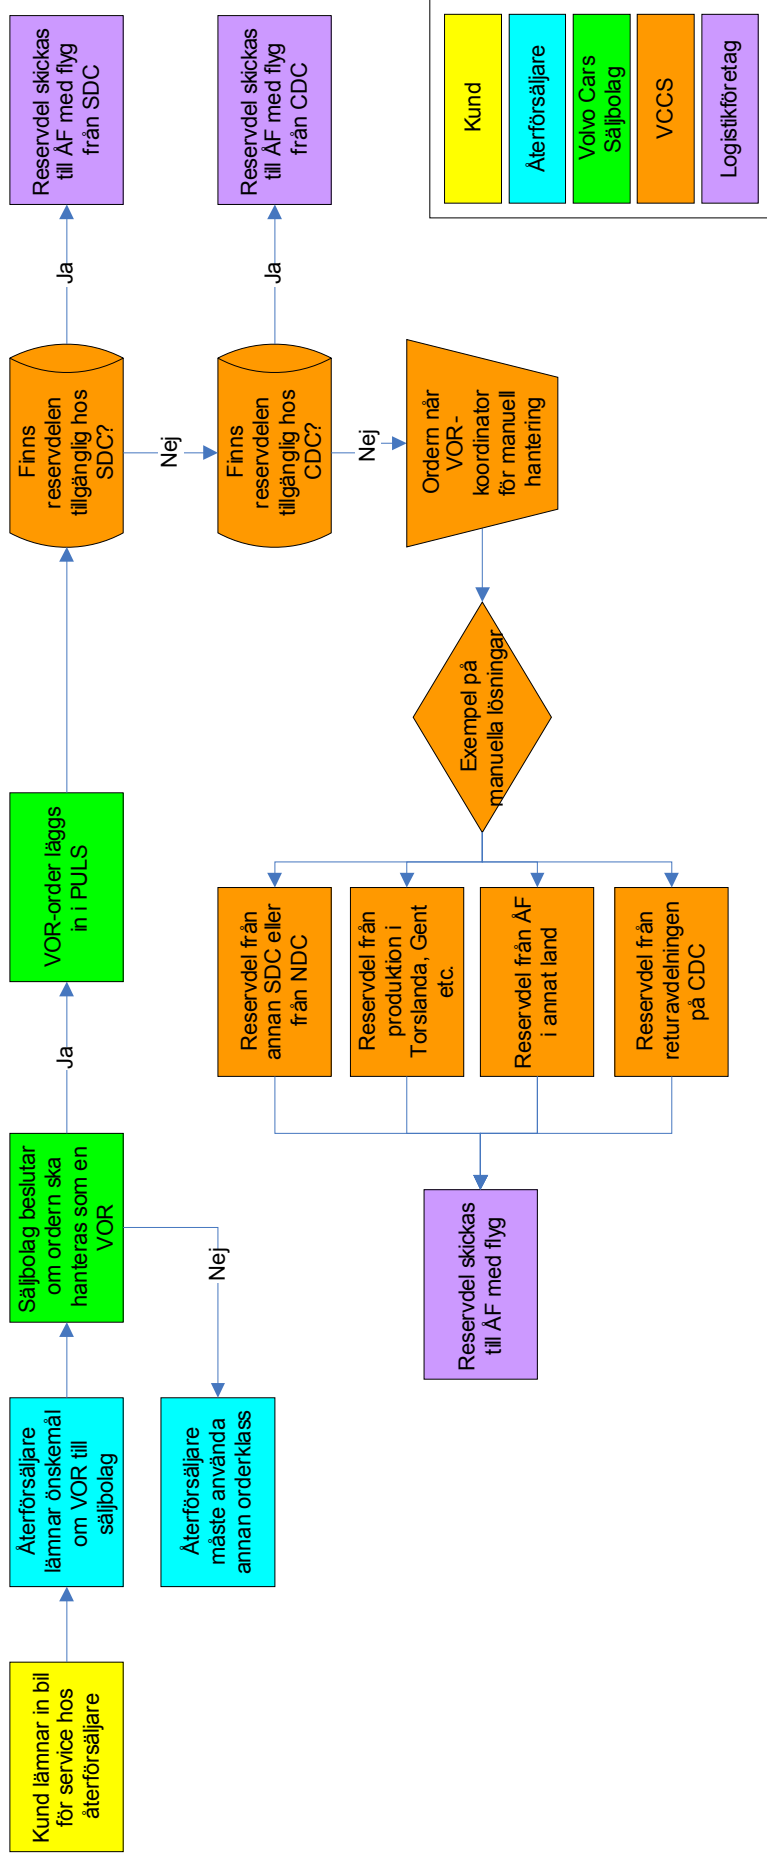 Kund lämnar in bil
för service hos
återförsäljare
Återförsäljare
lämnar önskemål
om VOR till
säljbolag
Säljbolag beslutar
om ordern ska
hanteras som en
VOR
Ja
VOR-order läggs
in i PULS
Finns
reservdelen
tillgänglig hos
SDC?
Ja
Reservdel skickas
till ÅF med flyg
från SDC
Nej
Återförsäljare
måste använda
annan orderklass
Nej
Finns
reservdelen
tillgänglig hos
CDC?
Ja
Reservdel skickas
till ÅF med flyg
från CDC
Nej
Ordern når
VOR-
koordinator
för manuell
hantering
Exempel på
manuella lösningar
Reservdel från
annan SDC eller
från NDC
Reservdel från
produktion i
Torslanda, Gent
etc.
Reservdel från ÅF
i annat land
Reservdel från
returavdelningen
på CDC
Reservdel skickas
till ÅF med flyg
Kund
Återförsäljare
Volvo Cars
Säljbolag
VCCS
Logistikföretag